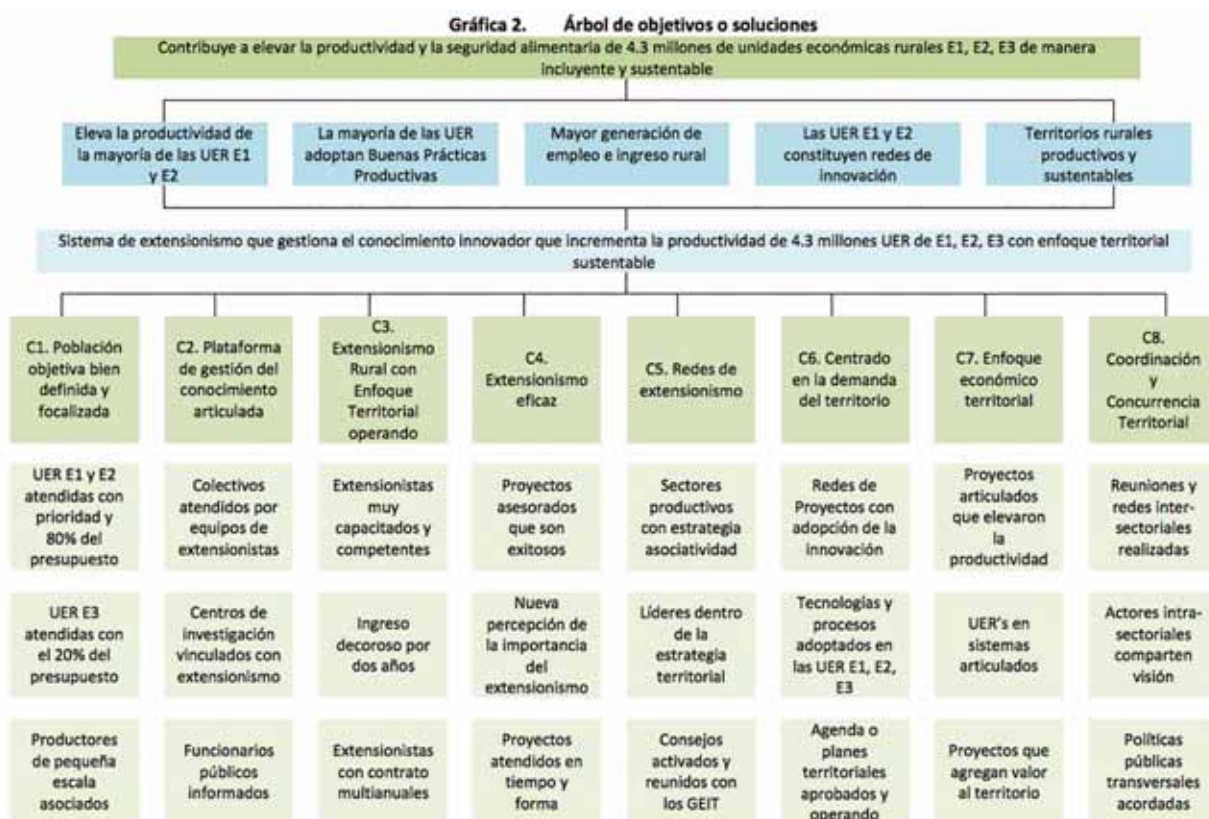 Gráfica 2. Árbol de objetivos o soluciones
Contribuye a elevar la productividad y la seguridad alimentaria de 4.3 millones de unidades económicas rurales E1, E2, E3 de manera
incluyente y sustentable
Eleva la productividad de
la mayoría de las UER E1
y E2
La mayoría de las UER
adoptan Buenas Prácticas
Productivas
Mayor generación de
empleo e ingreso rural
Las UER E1 y E2
constituyen redes de
innovación
Territorios rurales
productivos y
sustentables
Sistema de extensionismo que gestiona el conocimiento innovador que incrementa la productividad de 4.3 millones UER de E1, E2, E3 con enfoque territorial
sustentable
C1. Población
objetiva bien
definida y
focalizada
C2. Plataforma
de gestión del
conocimiento
articulada
C3.
Extensionismo
Rural con
Enfoque
Territorial
operando
C4.
Extensionismo
eficaz
C5. Redes de
extensionismo
C6. Centrado
en la demanda
del territorio
C7. Enfoque
económico
territorial
C8.
Coordinación
y
Concurrencia
Territorial
UER E1 y E2
atendidas con
prioridad y
80% del
presupuesto
Colectivos
atendidos por
equipos de
extensionistas
Extensionistas
muy
capacitados y
competentes
Proyectos
asesorados
que son
exitosos
Sectores
productivos
con estrategia
asociatividad
Redes de
Proyectos con
adopción de la
innovación
Proyectos
articulados
que elevaron
la
productividad
Reuniones y
redes inter-
sectoriales
realizadas
UER E3
atendidas con
el 20% del
presupuesto
Centros de
investigación
vinculados con
extensionismo
Ingreso
decoroso por
dos años
Nueva
percepción de
la importancia
del
extensionismo
Líderes dentro
de la
estrategia
territorial
Tecnologías y
procesos
adoptados en
las UER E1, E2,
E3
UER's en
sistemas
articulados
Actores intra-
sectoriales
comparten
visión
Productores
de pequeña
escala
asociados
Funcionarios
públicos
informados
Extensionistas
con contrato
multianuales
Proyectos
atendidos en
tiempo y
forma
Consejos
activados y
reunidos con
los GEIT
Agenda o
planes
territoriales
aprobados y
operando
Proyectos que
agregan valor
al territorio
Políticas
públicas
transversales
acordadas